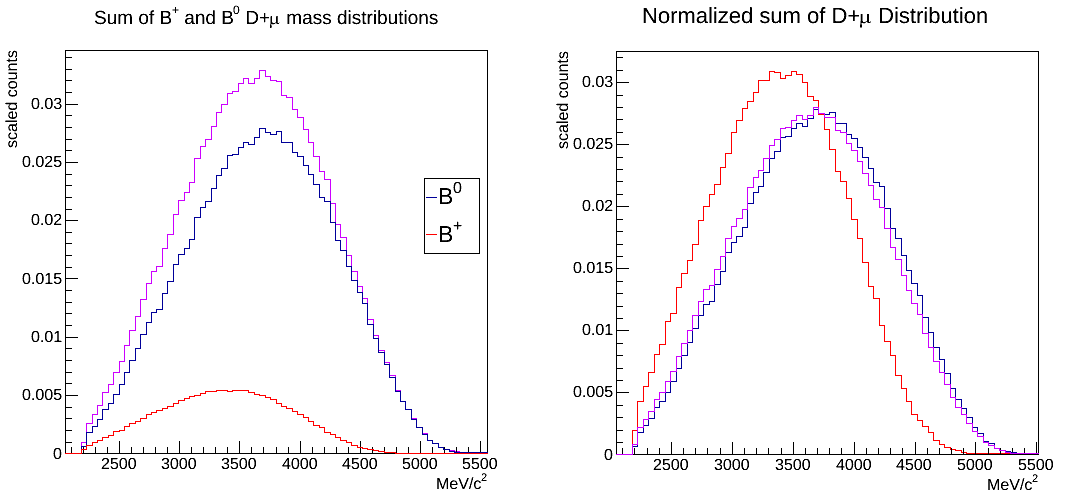 Sum of B⁺ and B⁰ D+μ mass distributions
scaled counts
0.03
0.025
0.02
0.015
0.01
0.005
0
2500 3000 3500 4000 4500 5000 5500
MeV/c²
B⁰
B⁺
Normalized sum of D+μ Distribution
scaled counts
0.03
0.025
0.02
0.015
0.01
0.005
0
2500 3000 3500 4000 4500 5000 5500
MeV/c²